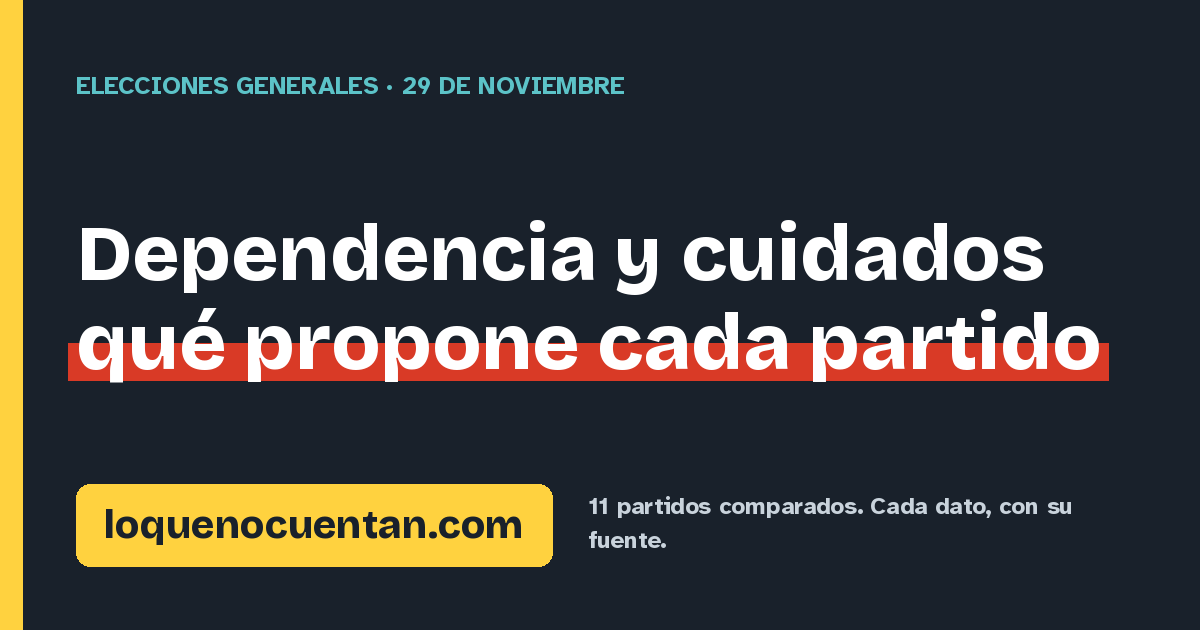 ELECCIONES GENERALES · 29 DE NOVIEMBRE
Dependencia y cuidados
qué propone cada partido
loquenocuentan.com
11 partidos comparados. Cada dato, con su
fuente.